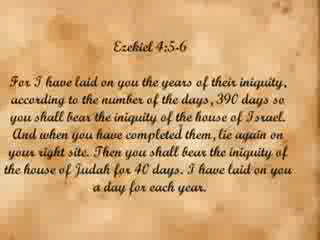 Ezekiel 4:5-6
For I have laid on you the years of their iniquity,
according to the number of the days, 390 days so
you shall bear the iniquity of the house of Israel.
And when you have completed them, lie again on
your right site. Then you shall bear the iniquity of
the house of Judah for 40 days. I have laid on you
a day for each year.